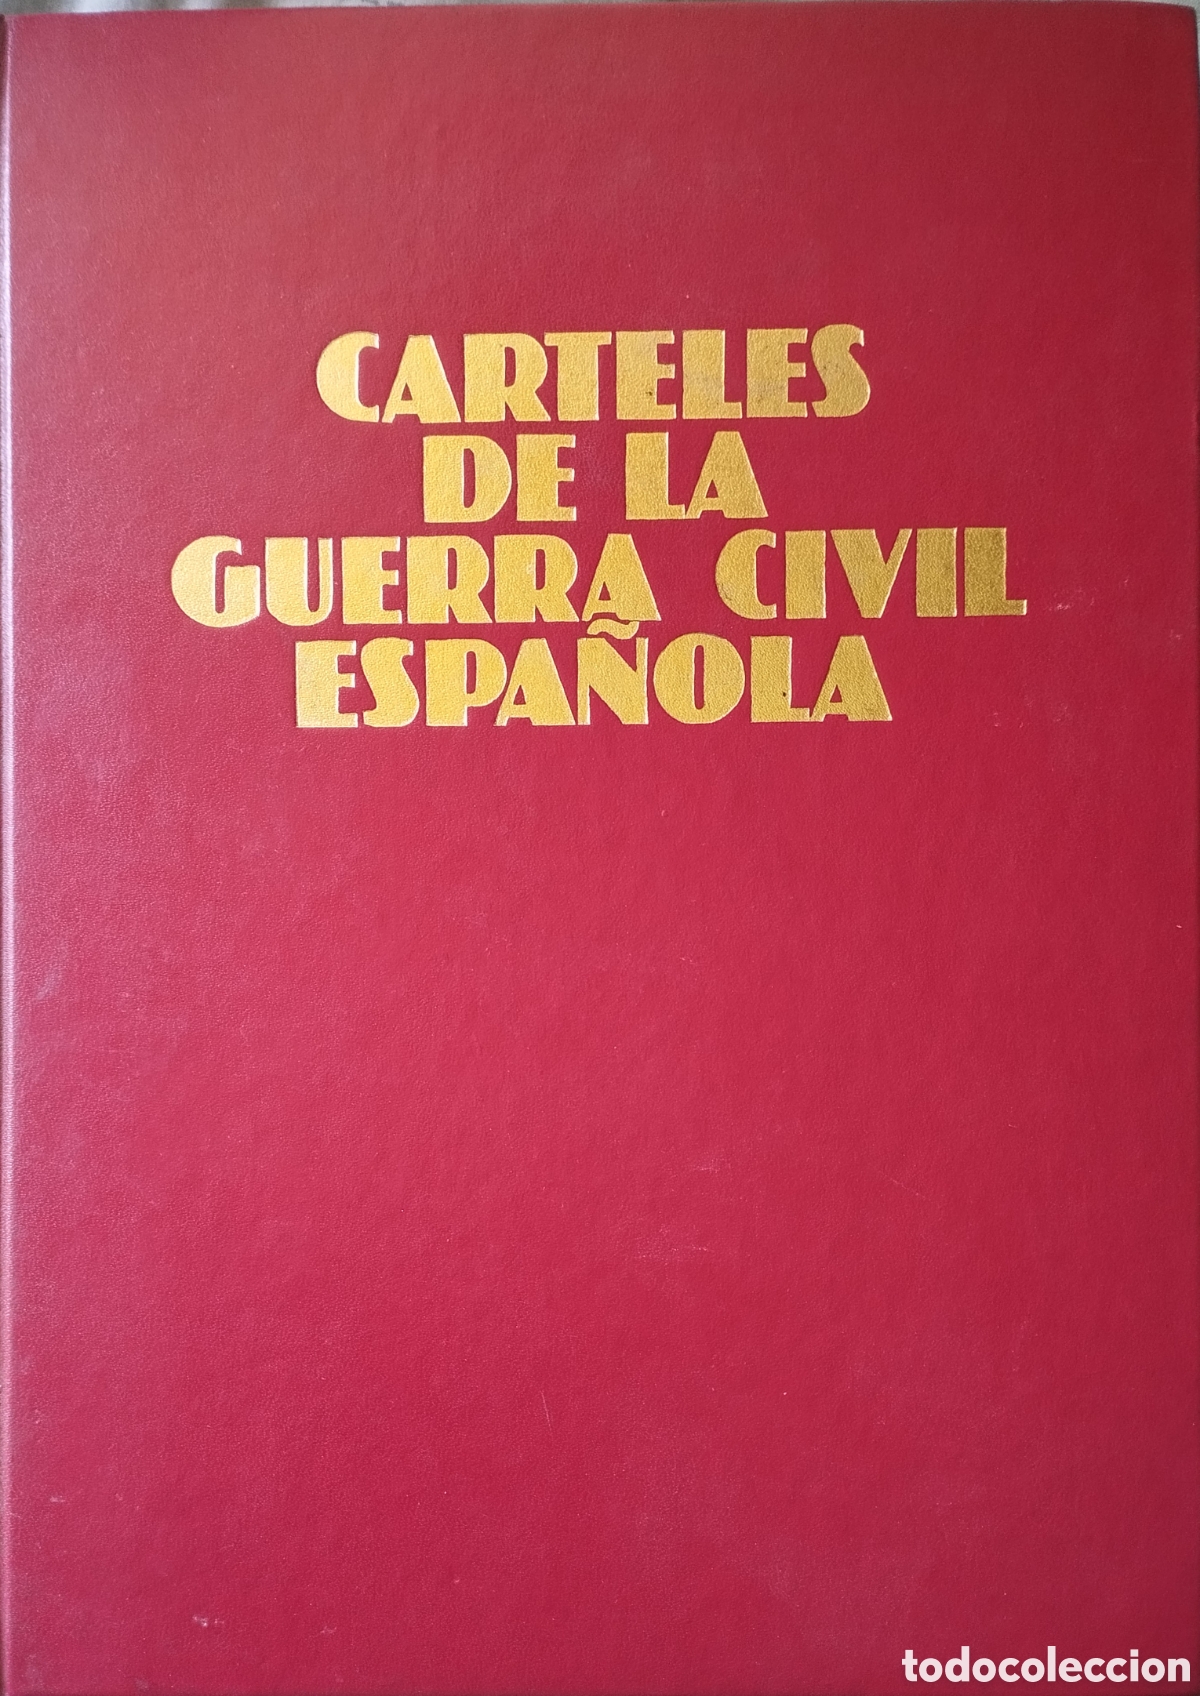 CARTELES
DE LA
GUERRA CIVIL
ESPAÑOLA
todocoleccion